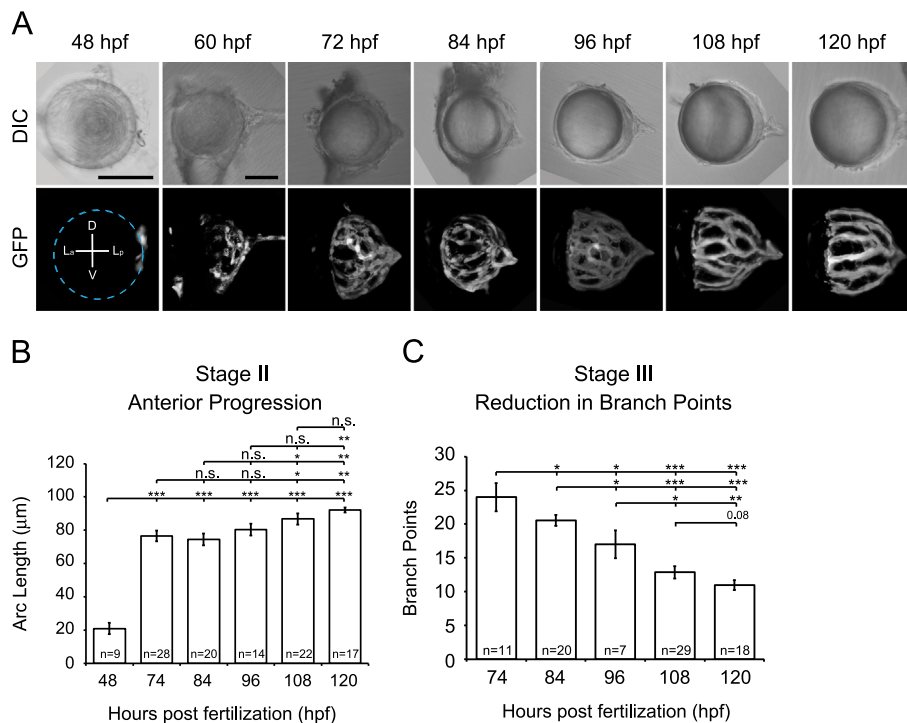 A
48 hpf 60 hpf 72 hpf 84 hpf 96 hpf 108 hpf 120 hpf
DIC
GFP
D
La Lp
V
B
Stage II
Anterior Progression
n.s.
n.s. **
n.s. * **
n.s. n.s. * **
*** *** *** *** ***
Arc Length (μm)
120
100
80
60
40
20
0
n=9 n=28 n=20 n=14 n=22 n=17
48 74 84 96 108 120
Hours post fertilization (hpf)
C
Stage III
Reduction in Branch Points
* * *** ***
* *** ***
* **
0.08
Branch Points
30
25
20
15
10
5
0
n=11 n=20 n=7 n=29 n=18
74 84 96 108 120
Hours post fertilization (hpf)